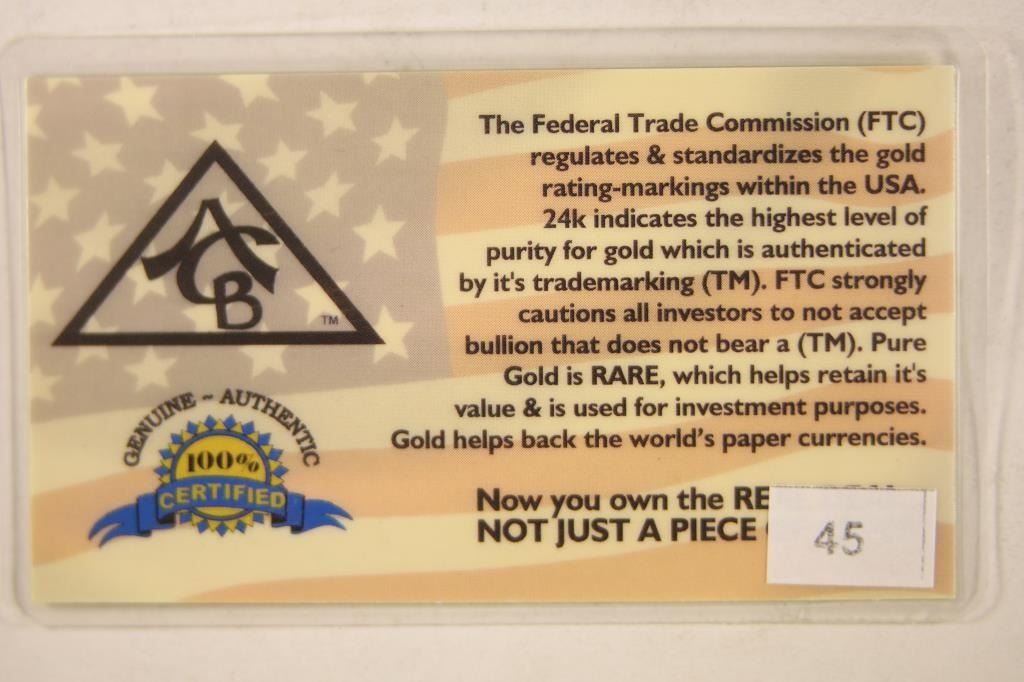 ACB
TM
GENUINE ~ AUTHENTIC
100%
CERTIFIED
The Federal Trade Commission (FTC)
regulates & standardizes the gold
rating-markings within the USA.
24k indicates the highest level of
purity for gold which is authenticated
by it's trademarking (TM). FTC strongly
cautions all investors to not accept
bullion that does not bear a (TM). Pure
Gold is RARE, which helps retain it's
value & is used for investment purposes.
Gold helps back the world's paper currencies.
Now you own the
NOT JUST A PIECE
45